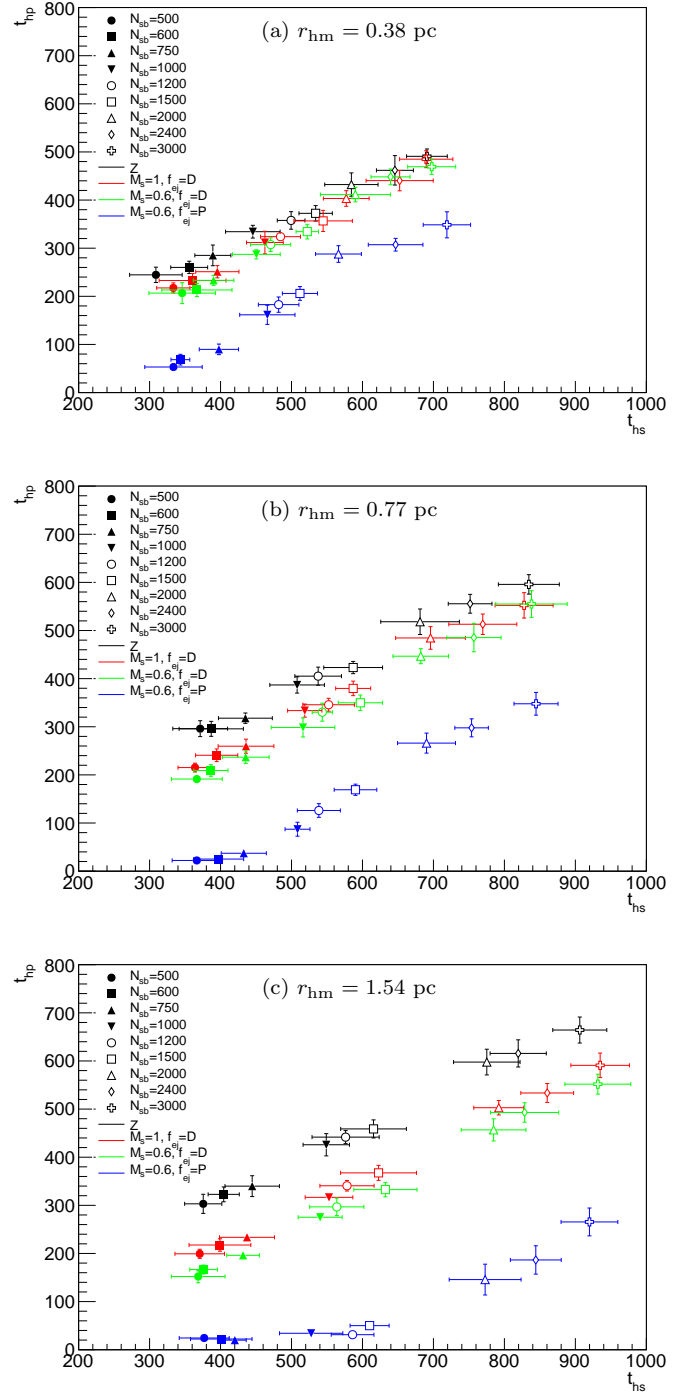 t_hp
800
700
600
500
400
300
200
100
0
(a) r_hm = 0.38 pc
N_sb=500
N_sb=600
N_sb=750
N_sb=1000
N_sb=1200
N_sb=1500
N_sb=2000
N_sb=2400
N_sb=3000
Z
M_s=1, f_ej=D
M_s=0.6, f_ej=D
M_s=0.6, f_ej=P
200 300 400 500 600 700 800 900 1000
t_hs
t_hp
800
700
600
500
400
300
200
100
0
(b) r_hm = 0.77 pc
N_sb=500
N_sb=600
N_sb=750
N_sb=1000
N_sb=1200
N_sb=1500
N_sb=2000
N_sb=2400
N_sb=3000
Z
M_s=1, f_ej=D
M_s=0.6, f_ej=D
M_s=0.6, f_ej=P
200 300 400 500 600 700 800 900 1000
t_hs
t_hp
800
700
600
500
400
300
200
100
0
(c) r_hm = 1.54 pc
N_sb=500
N_sb=600
N_sb=750
N_sb=1000
N_sb=1200
N_sb=1500
N_sb=2000
N_sb=2400
N_sb=3000
Z
M_s=1, f_ej=D
M_s=0.6, f_ej=D
M_s=0.6, f_ej=P
200 300 400 500 600 700 800 900 1000
t_hs